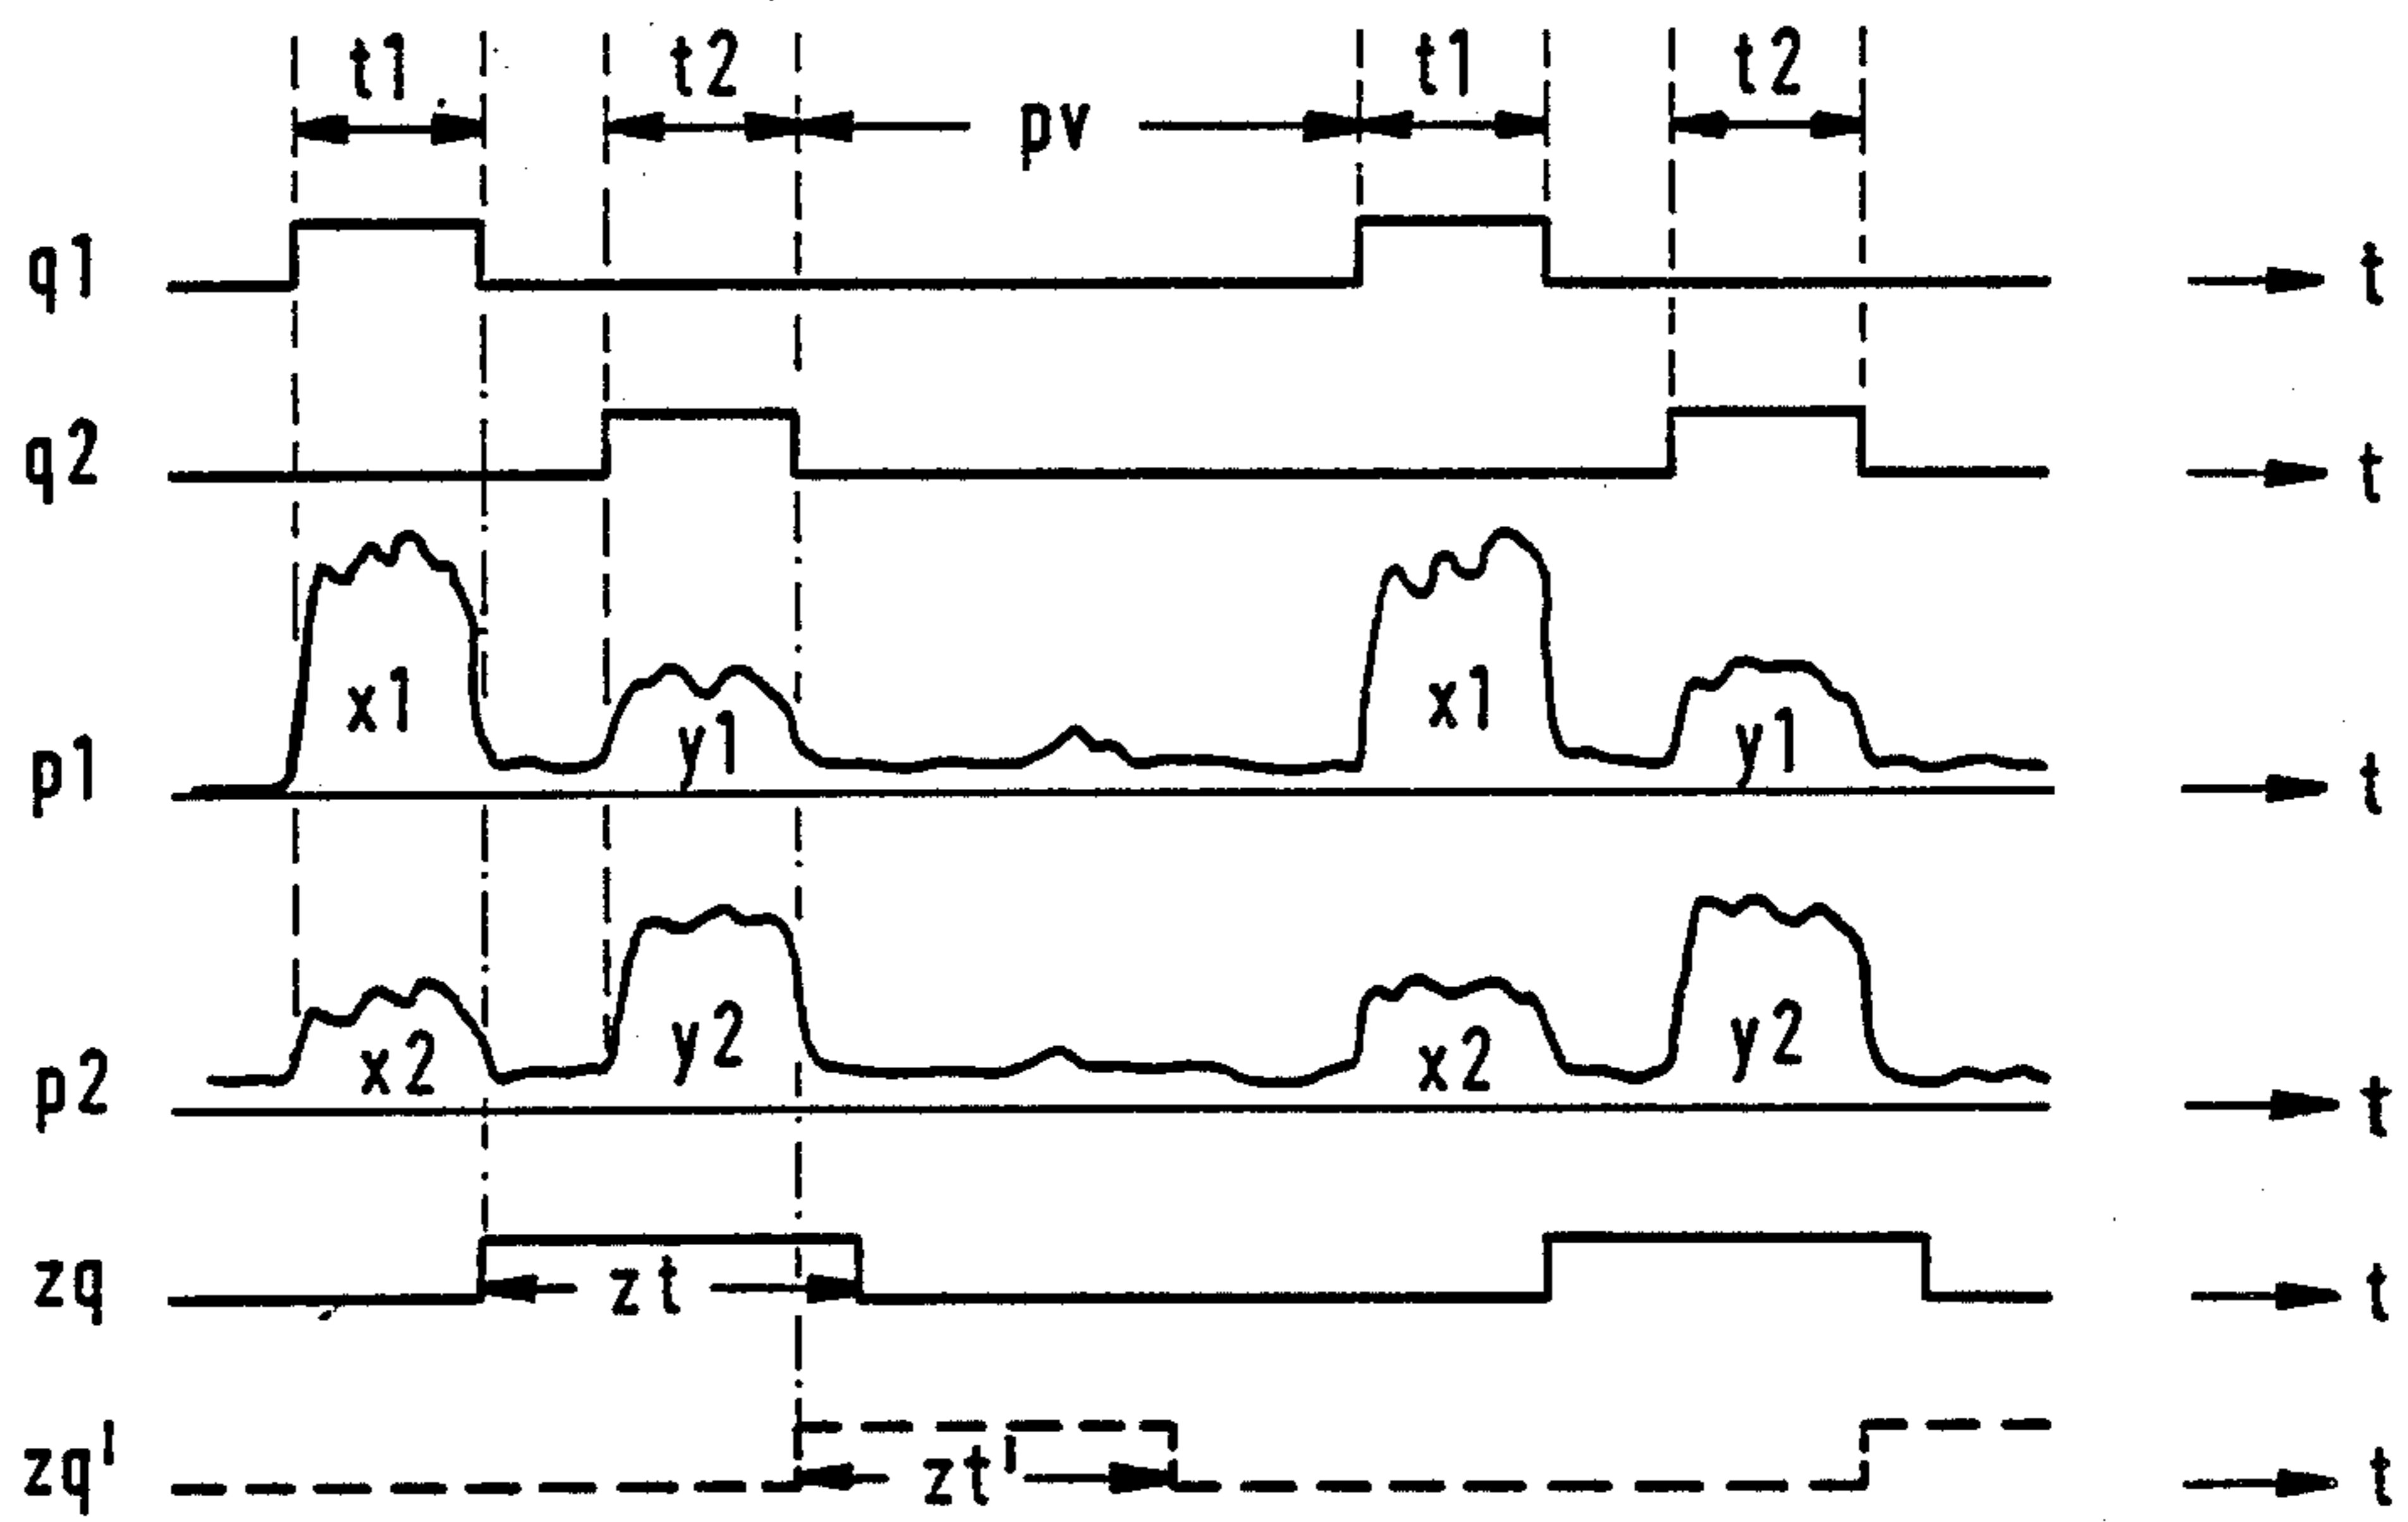 t1 t2 pv t1 t2
q1 t
q2 t
x1 y1 x1 y1
p1 t
x2 y2 x2 y2
p2 t
zq zt t
zq' zt' t